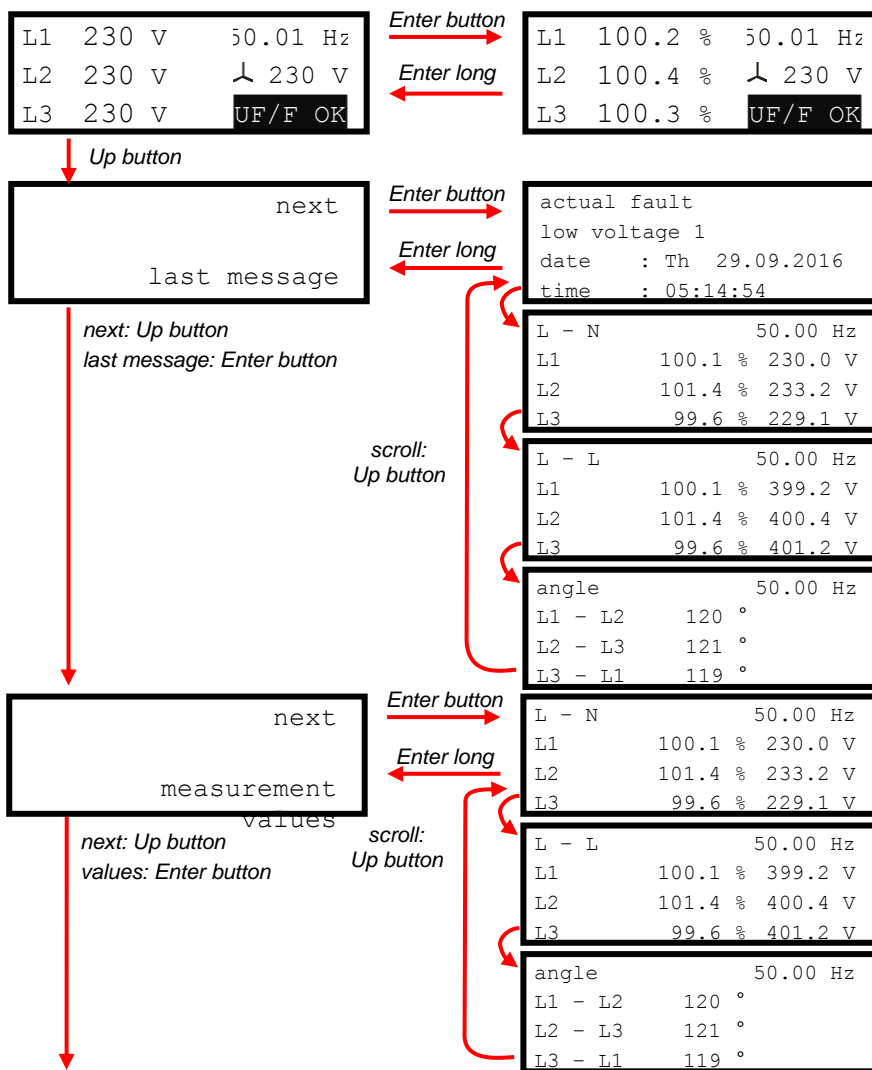 L1 230 V 50.01 Hz
L2 230 V 230 V
L3 230 V UF/F OK
Enter button
Enter long
L1 100.2 % 50.01 Hz
L2 100.4 % 230 V
L3 100.3 % UF/F OK
Up button
next
last message
Enter button
Enter long
actual fault
low voltage 1
date : Th 29.09.2016
time : 05:14:54
next: Up button
last message: Enter button
scroll:
Up button
L – N 50.00 Hz
L1 100.1 % 230.0 V
L2 101.4 % 233.2 V
L3 99.6 % 229.1 V
L – L 50.00 Hz
L1 100.1 % 399.2 V
L2 101.4 % 400.4 V
L3 99.6 % 401.2 V
angle 50.00 Hz
L1 – L2 120 °
L2 – L3 121 °
L3 – L1 119 °
next
measurement
values
Enter button
Enter long
next: Up button
values: Enter button
scroll:
Up button
L – N 50.00 Hz
L1 100.1 % 230.0 V
L2 101.4 % 233.2 V
L3 99.6 % 229.1 V
L – L 50.00 Hz
L1 100.1 % 399.2 V
L2 101.4 % 400.4 V
L3 99.6 % 401.2 V
angle 50.00 Hz
L1 – L2 120 °
L2 – L3 121 °
L3 – L1 119 °